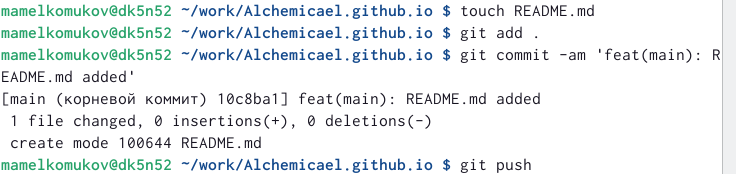 mamelkomukov@dk5n52 ~/work/Alchemicael.github.io $ touch README.md
mamelkomukov@dk5n52 ~/work/Alchemicael.github.io $ git add .
mamelkomukov@dk5n52 ~/work/Alchemicael.github.io $ git commit -am 'feat(main): R
EADME.md added'
[main (корневой коммит) 10c8ba1] feat(main): README.md added
 1 file changed, 0 insertions(+), 0 deletions(-)
 create mode 100644 README.md
mamelkomukov@dk5n52 ~/work/Alchemicael.github.io $ git push